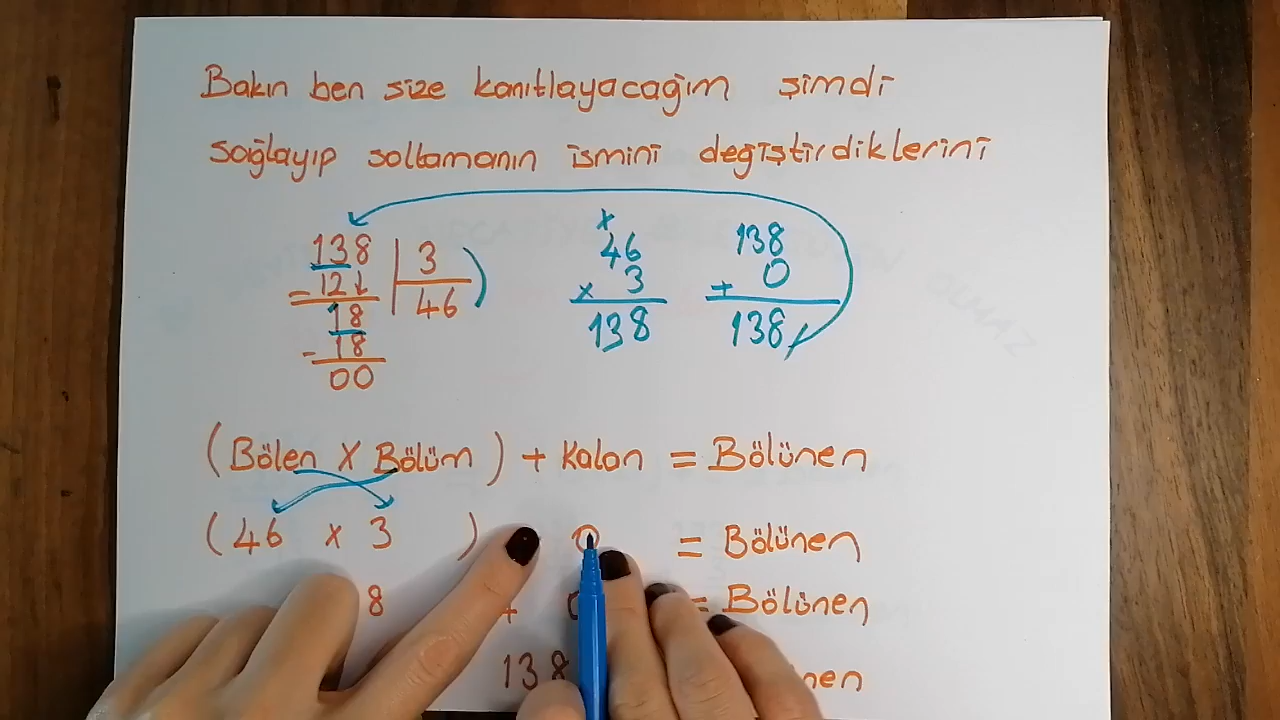 Bakın ben size kanıtlayacağım şimdi
sağlayıp soltamanın ismini değiştirdiklerini
138 | 3
- 12↓ | 46
18
- 18
00
x
46
x 3
138
138
+ 0
138
(Bölen X Bölüm) + Kalan = Bölünen
(46 x 3 ) 0 = Bölünen
8 + = Bölünen
138